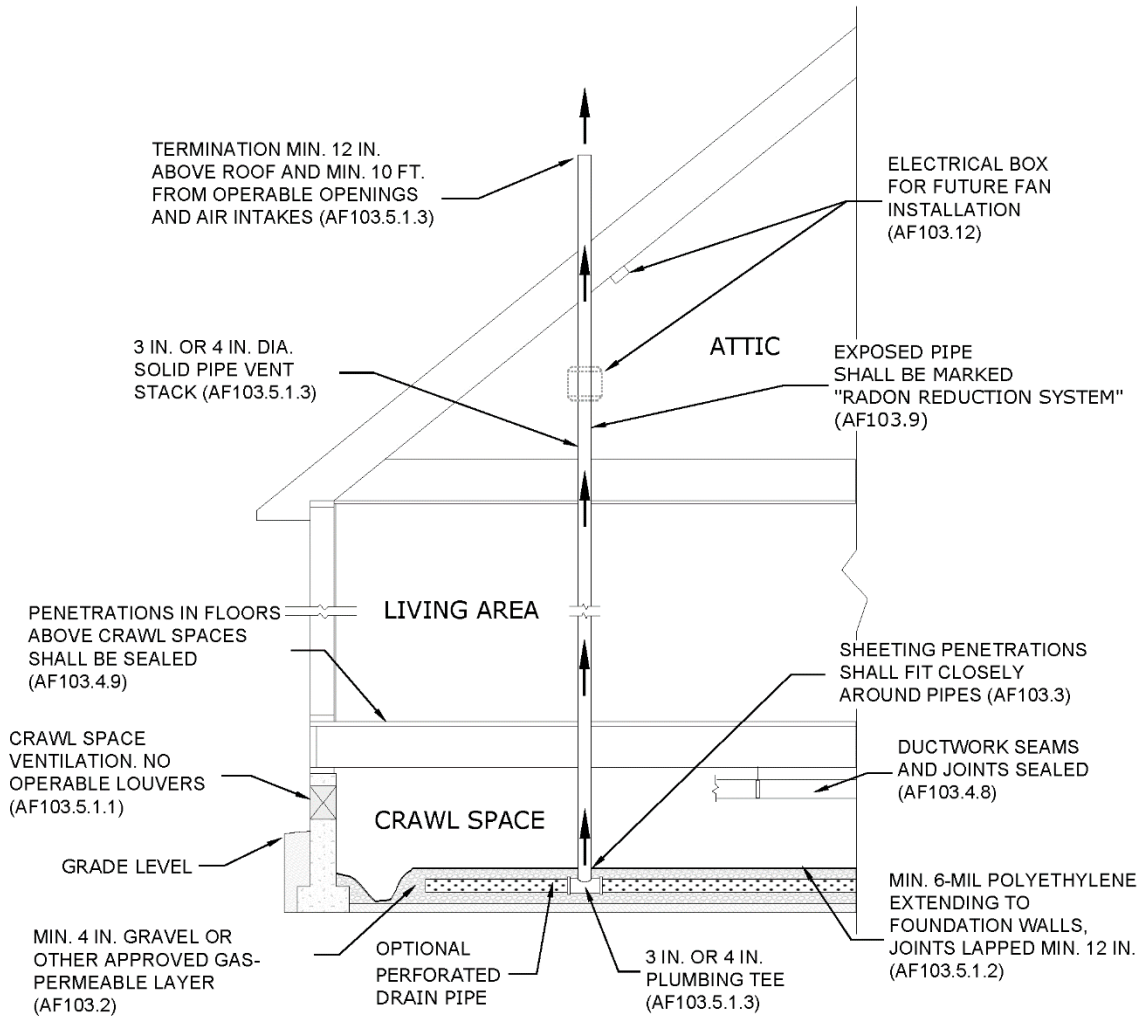 TERMINATION MIN. 12 IN.
ABOVE ROOF AND MIN. 10 FT.
FROM OPERABLE OPENINGS
AND AIR INTAKES (AF103.5.1.3)
ELECTRICAL BOX
FOR FUTURE FAN
INSTALLATION
(AF103.12)
3 IN. OR 4 IN. DIA.
SOLID PIPE VENT
STACK (AF103.5.1.3)
ATTIC
EXPOSED PIPE
SHALL BE MARKED
"RADON REDUCTION SYSTEM"
(AF103.9)
PENETRATIONS IN FLOORS
ABOVE CRAWL SPACES
SHALL BE SEALED
(AF103.4.9)
LIVING AREA
SHEETING PENETRATIONS
SHALL FIT CLOSELY
AROUND PIPES (AF103.3)
CRAWL SPACE
VENTILATION. NO
OPERABLE LOUVERS
(AF103.5.1.1)
DUCTWORK SEAMS
AND JOINTS SEALED
(AF103.4.8)
CRAWL SPACE
GRADE LEVEL
MIN. 4 IN. GRAVEL OR
OTHER APPROVED GAS-
PERMEABLE LAYER
(AF103.2)
OPTIONAL
PERFORATED
DRAIN PIPE
3 IN. OR 4 IN.
PLUMBING TEE
(AF103.5.1.3)
MIN. 6-MIL POLYETHYLENE
EXTENDING TO
FOUNDATION WALLS,
JOINTS LAPPED MIN. 12 IN.
(AF103.5.1.2)